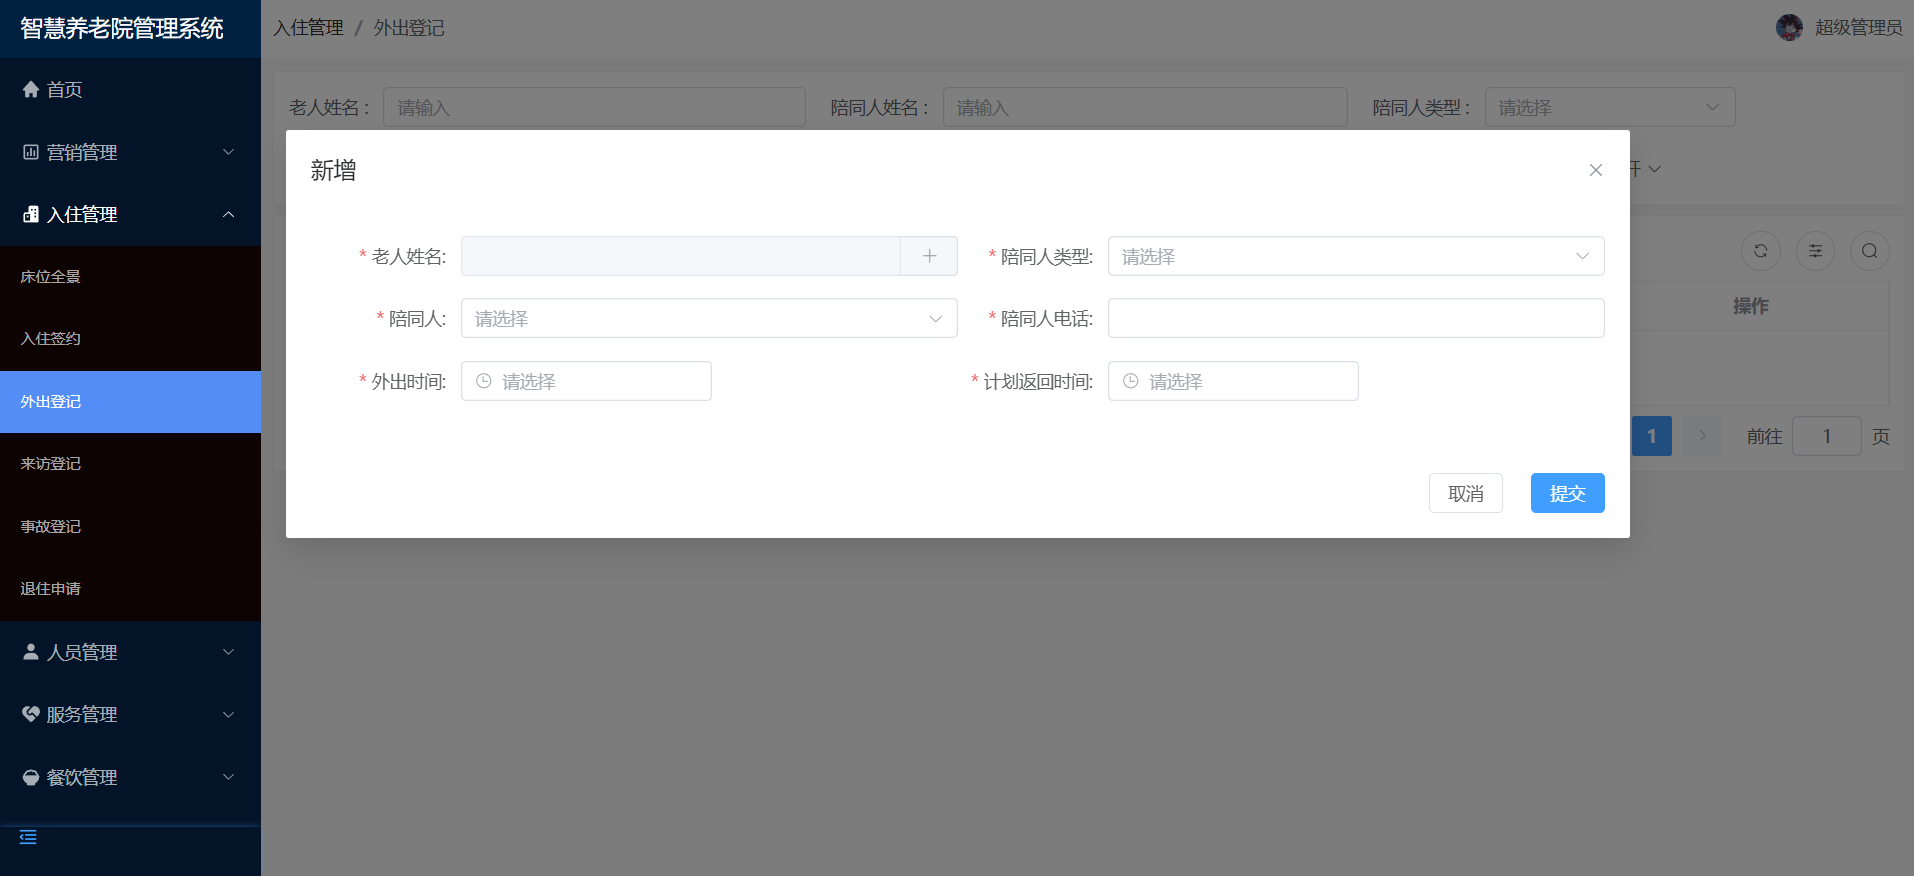 智慧养老院管理系统
入住管理 / 外出登记
超级管理员
首页
营销管理
入住管理
床位全景
入住签约
外出登记
来访登记
事故登记
退住申请
人员管理
服务管理
餐饮管理
老人姓名： 请输入 陪同人姓名： 请输入 陪同人类型： 请选择
开
新增
* 老人姓名: * 陪同人类型: 请选择
* 陪同人: 请选择 * 陪同人电话:
* 外出时间: 请选择 * 计划返回时间: 请选择
取消 提交
操作
1 前往 1 页